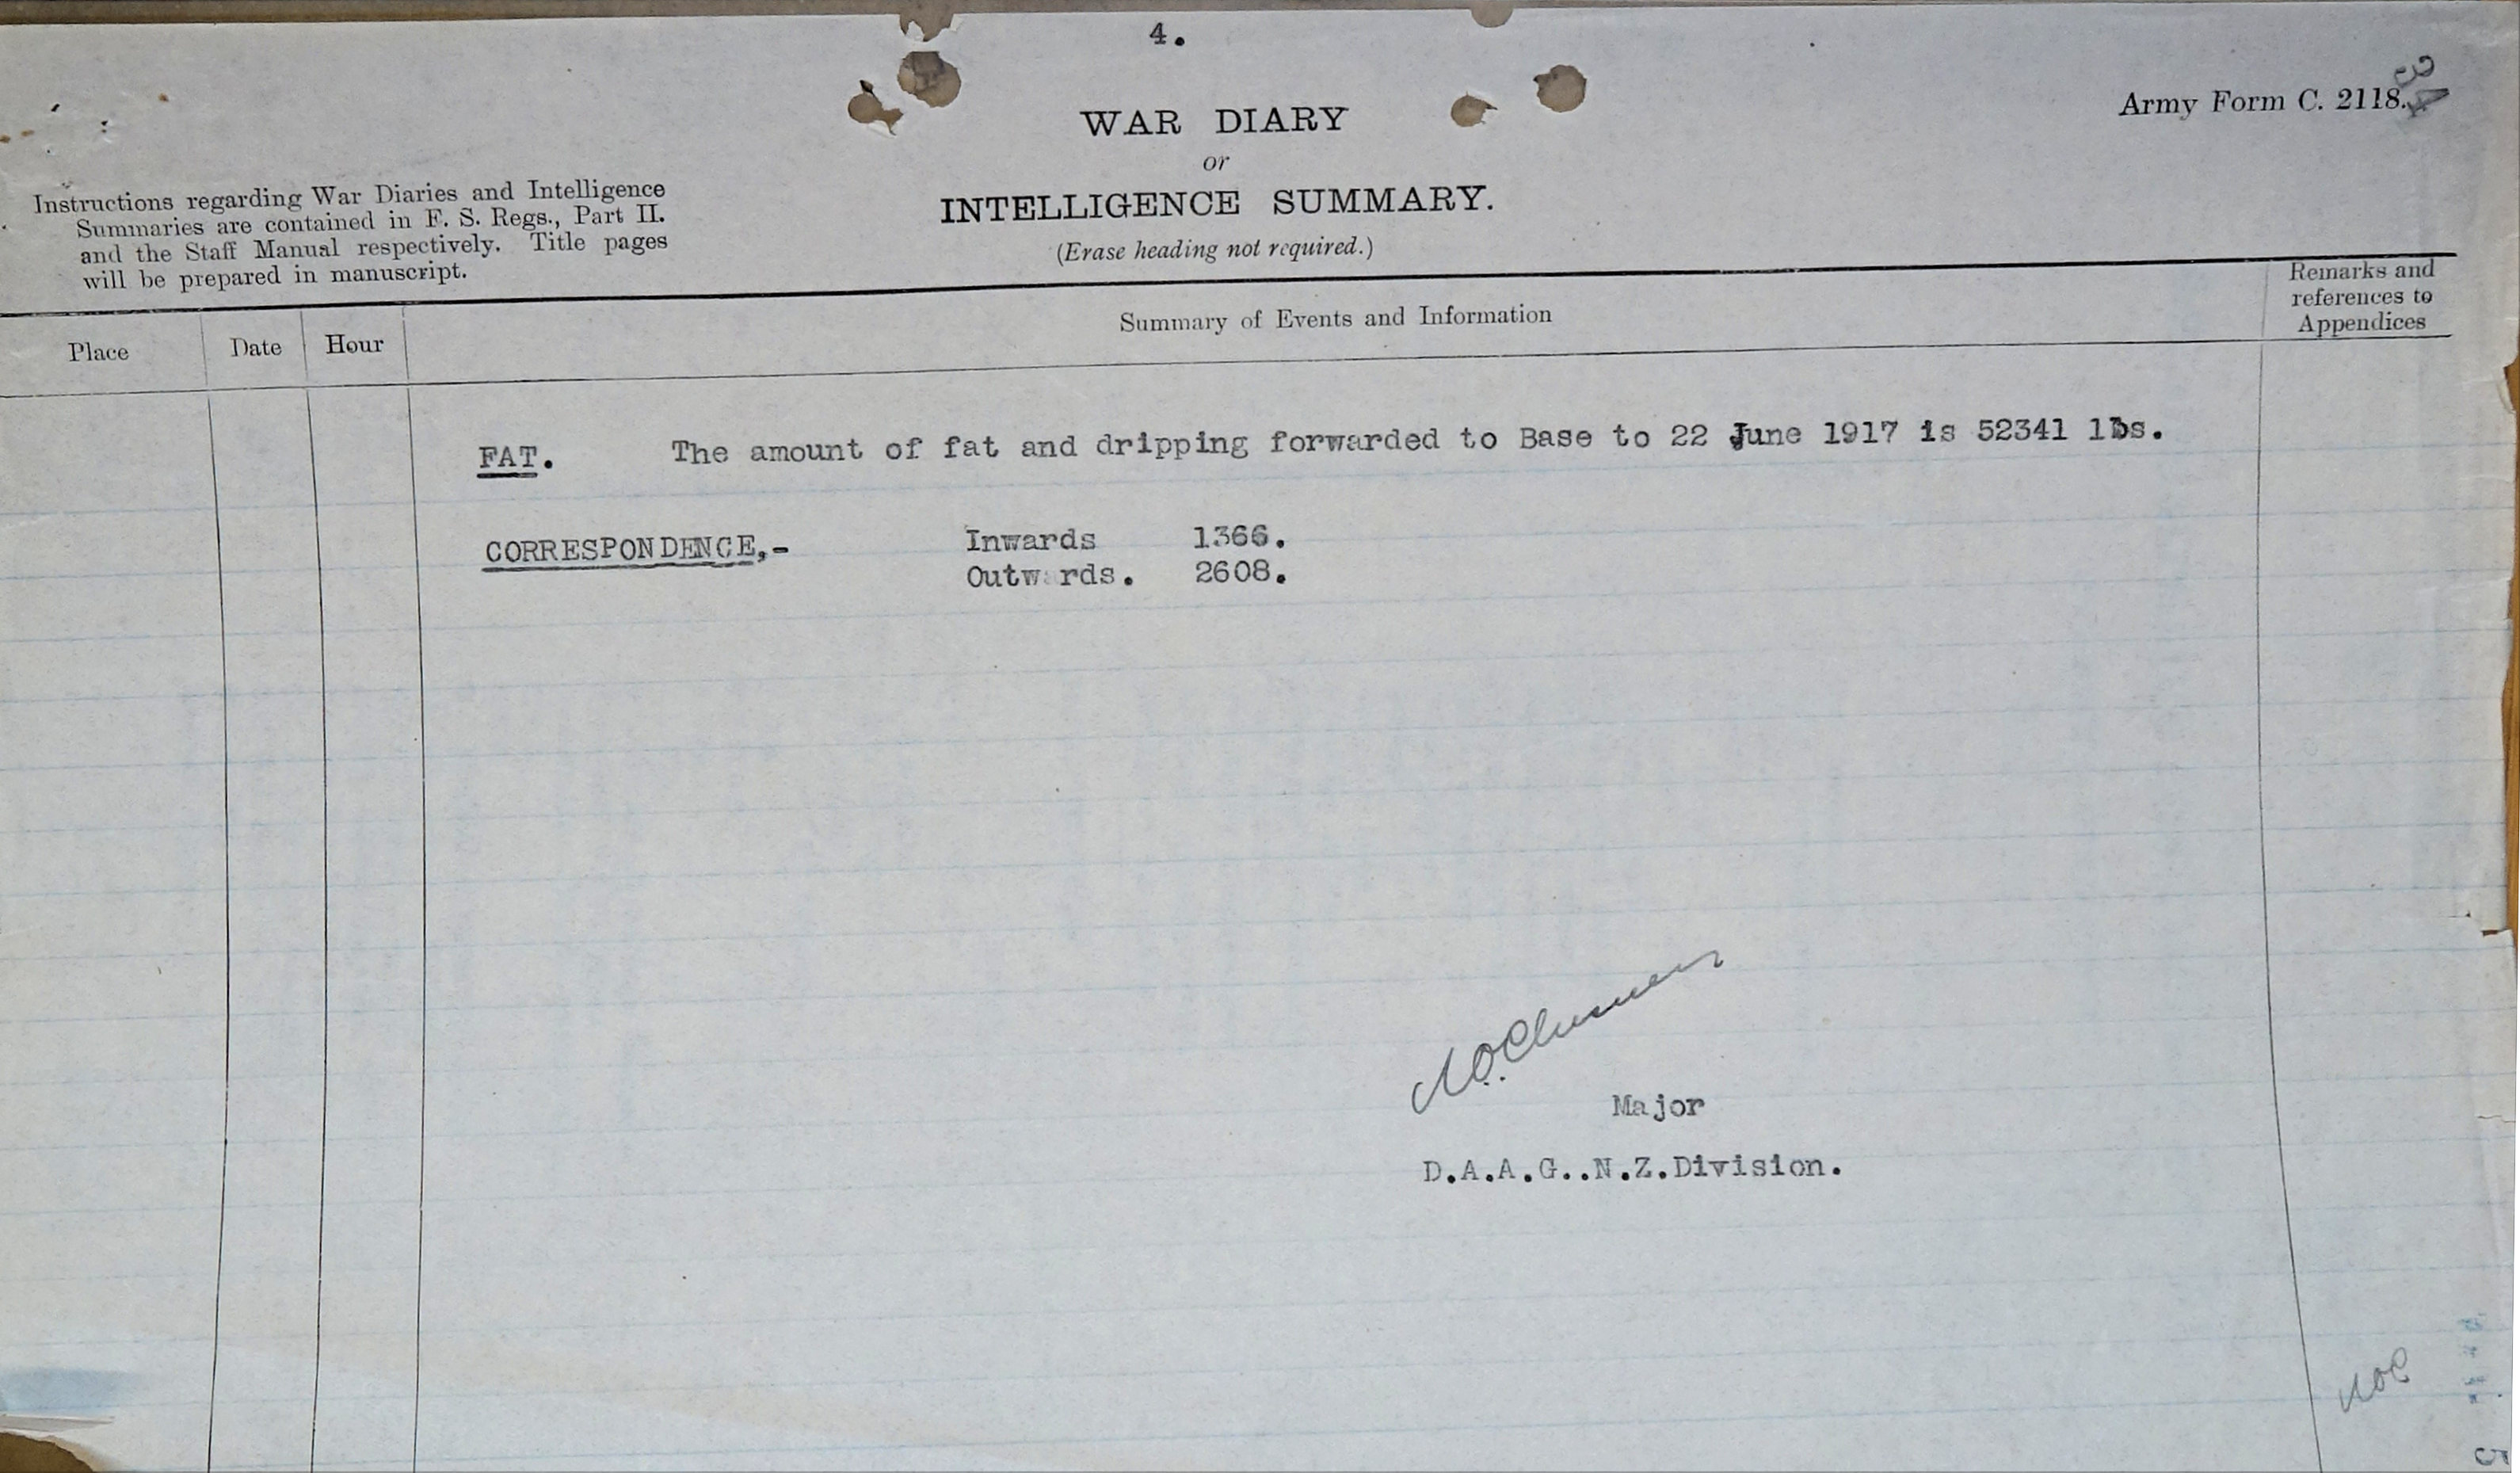 4.
34
Army Form C. 2118.
WAR DIARY
or
INTELLIGENCE SUMMARY.
(Erase heading not required.)
Instructions regarding War Diaries and Intelligence
Summaries are contained in F. S. Regs., Part II.
and the Staff Manual respectively. Title pages
will be prepared in manuscript.
Place Date Hour Summary of Events and Information Remarks and
references to
Appendices
FAT. The amount of fat and dripping forwarded to Base to 22 June 1917 is 52341 lbs.
CORRESPONDENCE,- Inwards 1366.
Outwards. 2608.
Major
D.A.A.G..N.Z.Division.